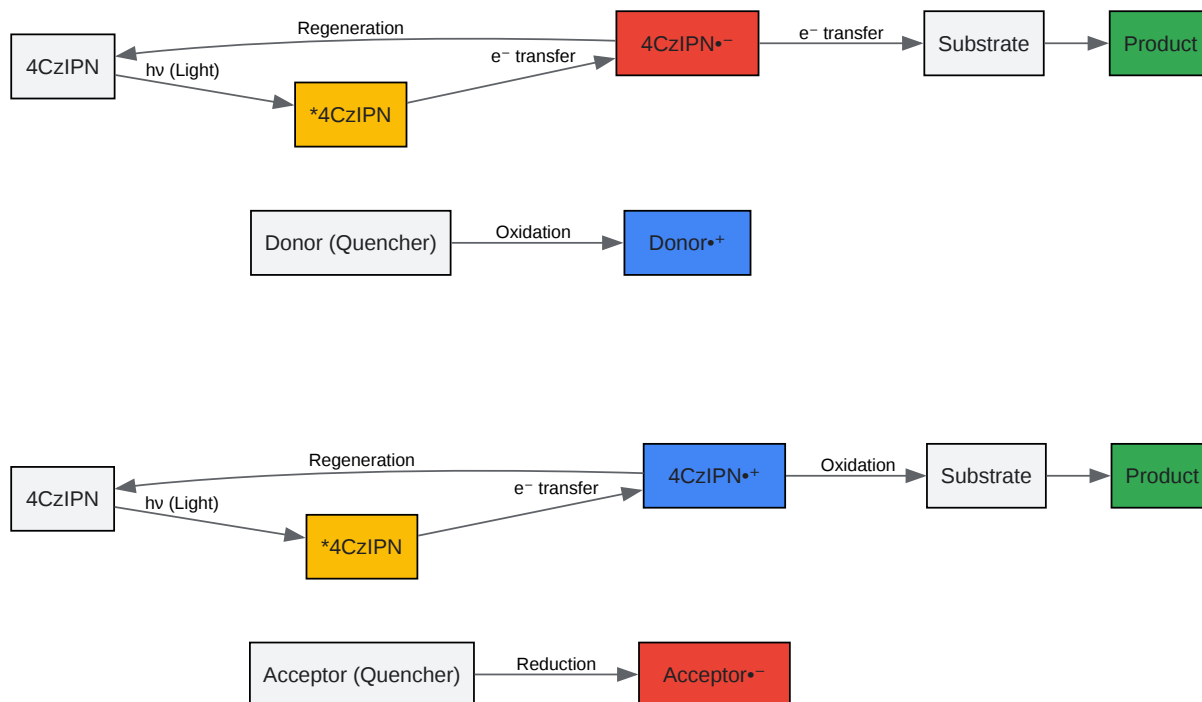 Regeneration
4CzIPN
hν (Light)
*4CzIPN
e⁻ transfer
4CzIPN•⁻
e⁻ transfer
Substrate
Product
Donor (Quencher)
Oxidation
Donor•⁺
Regeneration
4CzIPN
hν (Light)
*4CzIPN
e⁻ transfer
4CzIPN•⁺
Oxidation
Substrate
Product
Acceptor (Quencher)
Reduction
Acceptor•⁻